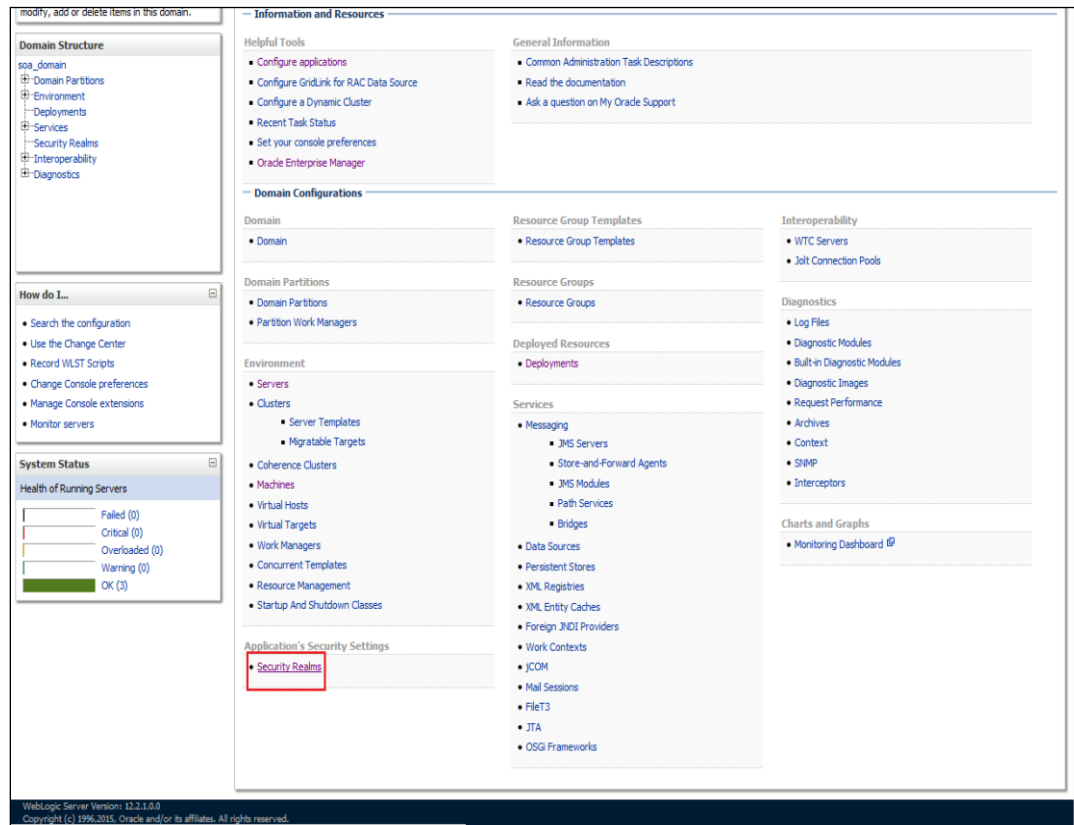 modify, add or delete items in this domain.
Domain Structure
soa_domain
Domain Partitions
Environment
Deployments
Services
Security Realms
Interoperability
Diagnostics
How do I...
Search the configuration
Use the Change Center
Record WLST Scripts
Change Console preferences
Manage Console extensions
Monitor servers
System Status
Health of Running Servers
Failed (0)
Critical (0)
Overloaded (0)
Warning (0)
OK (3)
Information and Resources
Helpful Tools
Configure applications
Configure GridLink for RAC Data Source
Configure a Dynamic Cluster
Recent Task Status
Set your console preferences
Oracle Enterprise Manager
General Information
Common Administration Task Descriptions
Read the documentation
Ask a question on My Oracle Support
Domain Configurations
Domain
Domain
Domain Partitions
Domain Partitions
Partition Work Managers
Environment
Servers
Clusters
Server Templates
Migratable Targets
Coherence Clusters
Machines
Virtual Hosts
Virtual Targets
Work Managers
Concurrent Templates
Resource Management
Startup And Shutdown Classes
Application's Security Settings
Security Realms
Resource Group Templates
Resource Group Templates
Resource Groups
Resource Groups
Deployed Resources
Deployments
Services
Messaging
JMS Servers
Store-and-Forward Agents
JMS Modules
Path Services
Bridges
Data Sources
Persistent Stores
XML Registries
XML Entity Caches
Foreign JNDI Providers
Work Contexts
jCOM
Mail Sessions
FileT3
JTA
OSGi Frameworks
Interoperability
WTC Servers
Jolt Connection Pools
Diagnostics
Log Files
Diagnostic Modules
Built-in Diagnostic Modules
Diagnostic Images
Request Performance
Archives
Context
SNMP
Interceptors
Charts and Graphs
Monitoring Dashboard
WebLogic Server Version: 12.2.1.0.0
Copyright (c) 1996,2015, Oracle and/or its affiliates. All rights reserved.